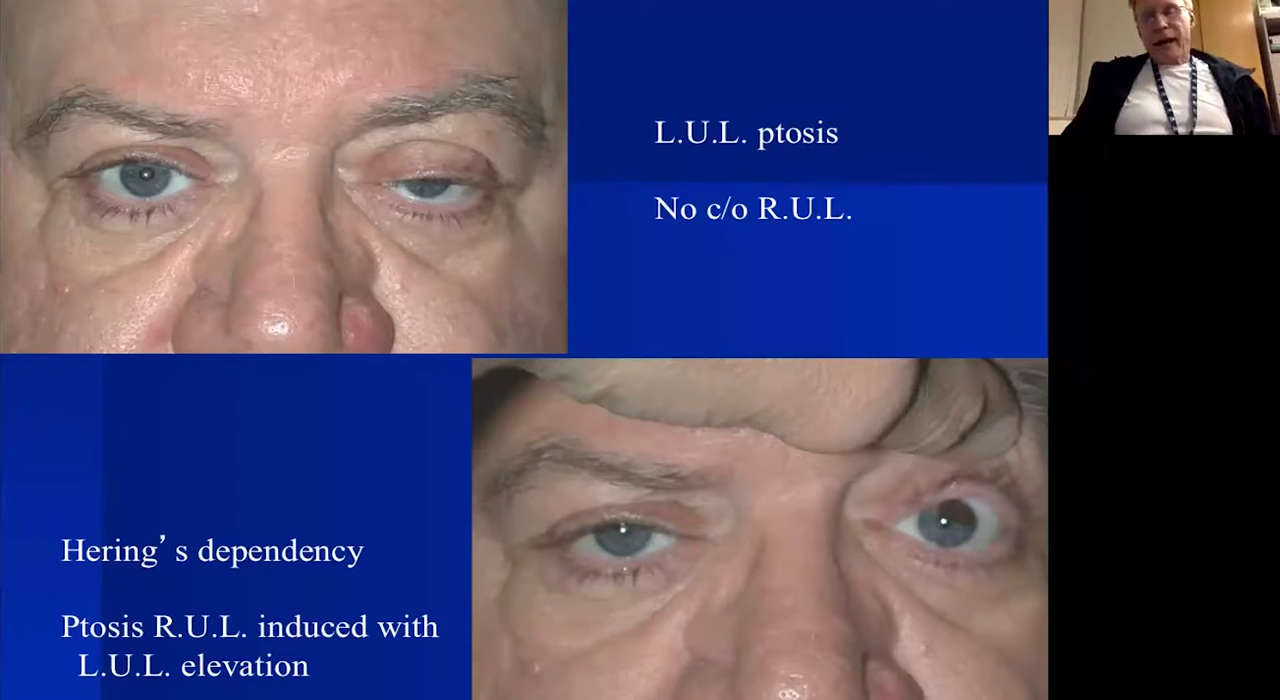 L.U.L. ptosis
No c/o R.U.L.
Hering’s dependency
Ptosis R.U.L. induced with
L.U.L. elevation